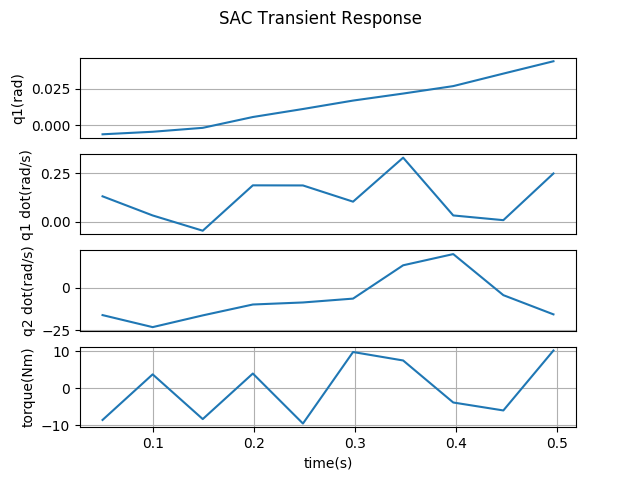 SAC Transient Response
q1(rad)
0.025
0.000
q1 dot(rad/s)
0.25
0.00
q2 dot(rad/s)
0
−25
torque(Nm)
10
0
−10
0.1 0.2 0.3 0.4 0.5
time(s)